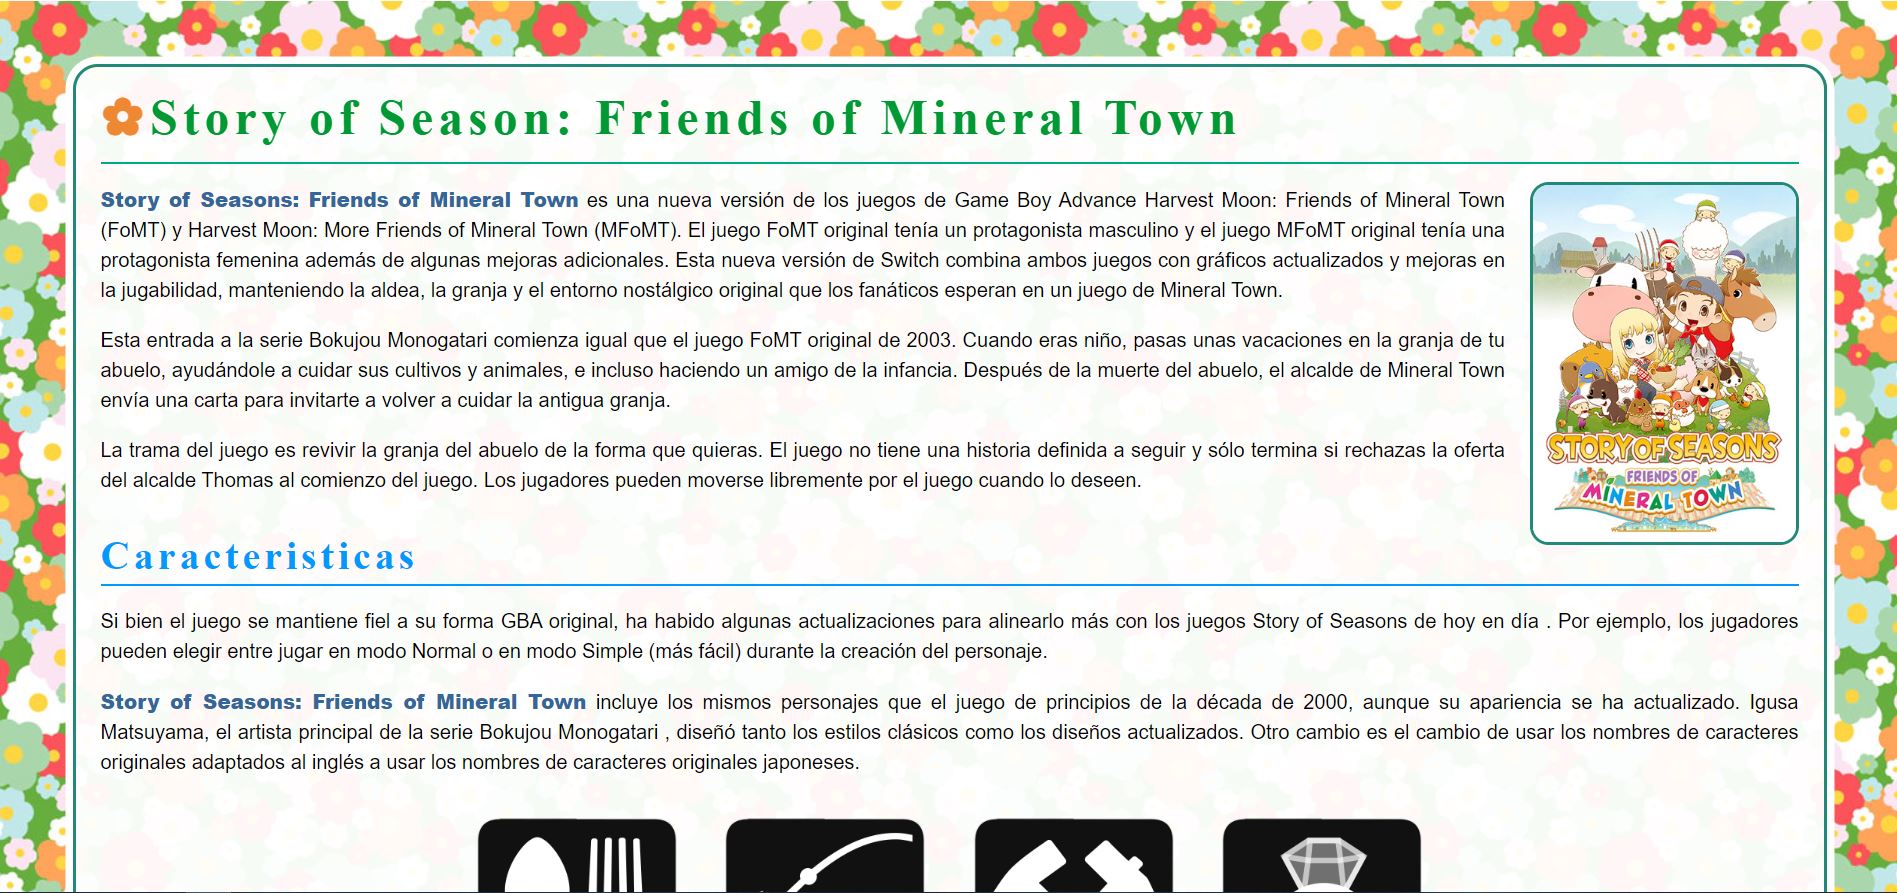 Story of Season: Friends of Mineral Town
Story of Seasons: Friends of Mineral Town es una nueva versión de los juegos de Game Boy Advance Harvest Moon: Friends of Mineral Town
(FoMT) y Harvest Moon: More Friends of Mineral Town (MFoMT). El juego FoMT original tenía un protagonista masculino y el juego MFoMT original tenía una
protagonista femenina además de algunas mejoras adicionales. Esta nueva versión de Switch combina ambos juegos con gráficos actualizados y mejoras en
la jugabilidad, manteniendo la aldea, la granja y el entorno nostálgico original que los fanáticos esperan en un juego de Mineral Town.
Esta entrada a la serie Bokujou Monogatari comienza igual que el juego FoMT original de 2003. Cuando eras niño, pasas unas vacaciones en la granja de tu
abuelo, ayudándole a cuidar sus cultivos y animales, e incluso haciendo un amigo de la infancia. Después de la muerte del abuelo, el alcalde de Mineral Town
envía una carta para invitarte a volver a cuidar la antigua granja.
La trama del juego es revivir la granja del abuelo de la forma que quieras. El juego no tiene una historia definida a seguir y sólo termina si rechazas la oferta
del alcalde Thomas al comienzo del juego. Los jugadores pueden moverse libremente por el juego cuando lo deseen.
STORY OF SEASONS
FRIENDS OF
MINERAL TOWN
Caracteristicas
Si bien el juego se mantiene fiel a su forma GBA original, ha habido algunas actualizaciones para alinearlo más con los juegos Story of Seasons de hoy en día . Por ejemplo, los jugadores
pueden elegir entre jugar en modo Normal o en modo Simple (más fácil) durante la creación del personaje.
Story of Seasons: Friends of Mineral Town incluye los mismos personajes que el juego de principios de la década de 2000, aunque su apariencia se ha actualizado. Igusa
Matsuyama, el artista principal de la serie Bokujou Monogatari , diseñó tanto los estilos clásicos como los diseños actualizados. Otro cambio es el cambio de usar los nombres de caracteres
originales adaptados al inglés a usar los nombres de caracteres originales japoneses.